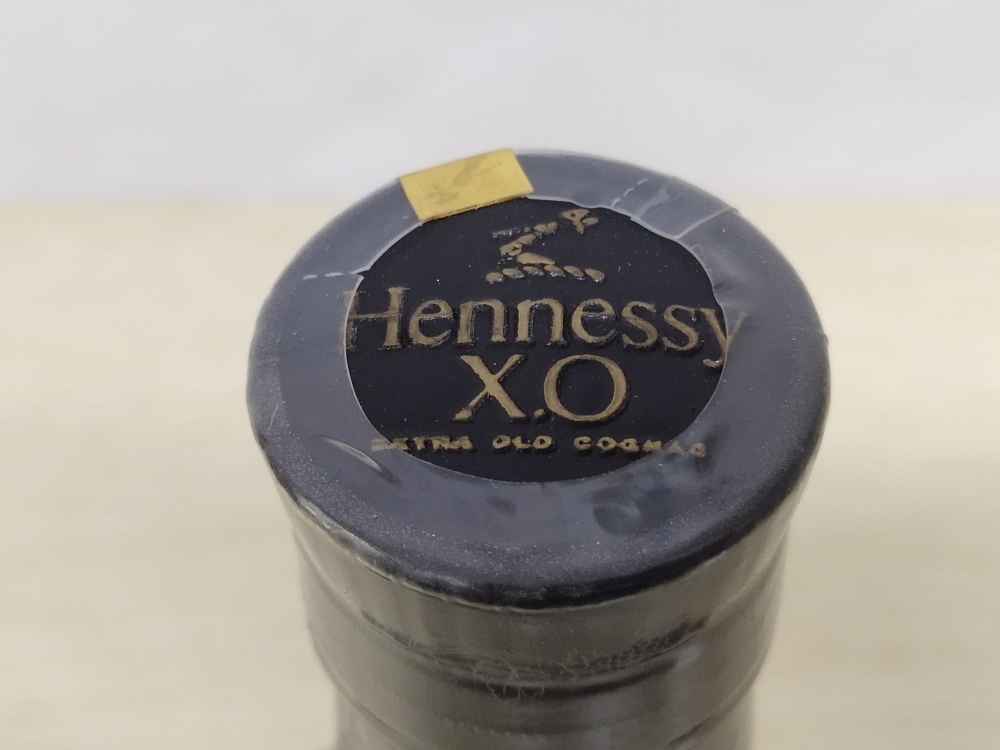 Hennessy
X.O
EXTRA OLD COGNAC